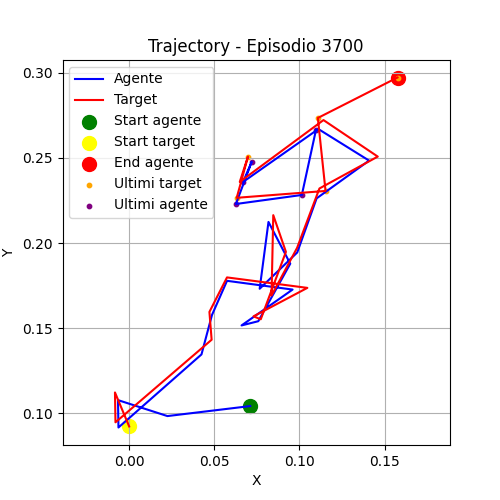 Trajectory - Episodio 3700
Agente
Target
Start agente
Start target
End agente
Ultimi target
Ultimi agente
Y
0.30
0.25
0.20
0.15
0.10
0.00
0.05
0.10
0.15
X